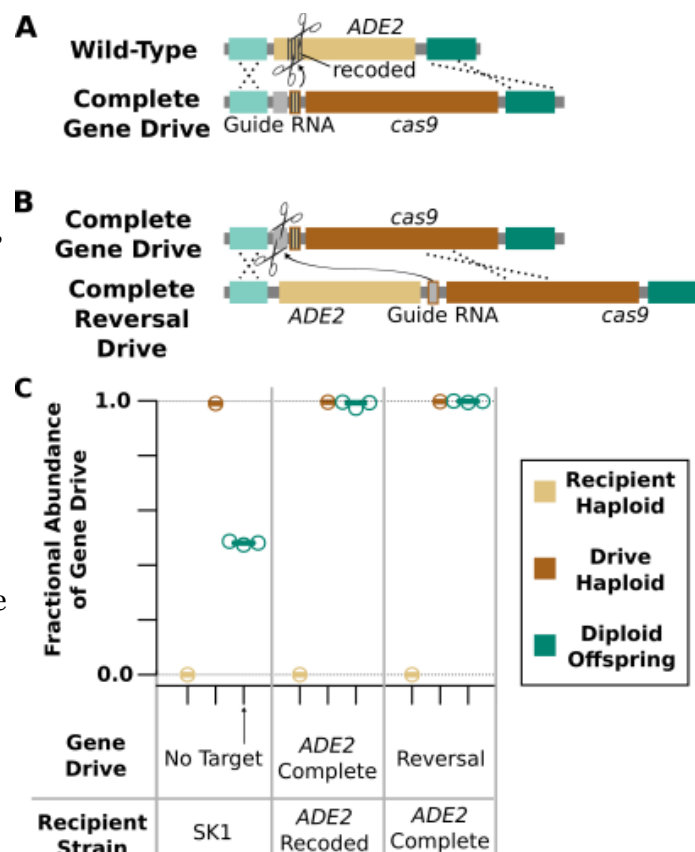 A
ADE2
Wild-Type
recoded
Complete
Gene Drive
Guide RNA
cas9
B
cas9
Complete
Gene Drive
,
Complete
Reversal
Drive
ADE2
Guide RNA
cas9
C
1.0
0.0
Fractional Abundance
of Gene Drive
e
Recipient
Haploid
Drive
Haploid
Diploid
Offspring
Gene
Drive
No Target
ADE2
Complete
Reversal
Recipient
Strain
SK1
ADE2
Recoded
ADE2
Complete